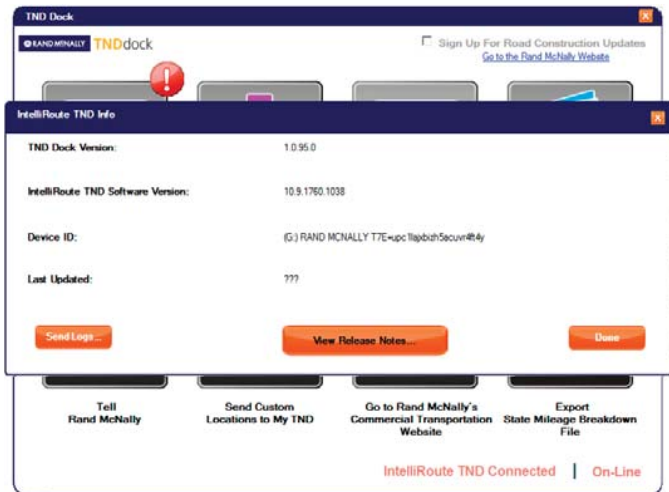 TND Dock
RAND MCNALLY TNDdock
Sign Up For Road Construction Updates
Go to the Rand McNally Website
!
IntelliRoute TND Info
TND Dock Version: 1.0.95.0
IntelliRoute TND Software Version: 10.9.1760.1038
Device ID: (G:) RAND MCNALLY
Last Updated: ???
Send Logs...
View Release Notes...
Done
Tell
Rand McNally
Send Custom
Locations to My TND
Go to Rand McNally's
Commercial Transportation
Website
Export
State Mileage Breakdown
File
IntelliRoute TND Connected | On-Line